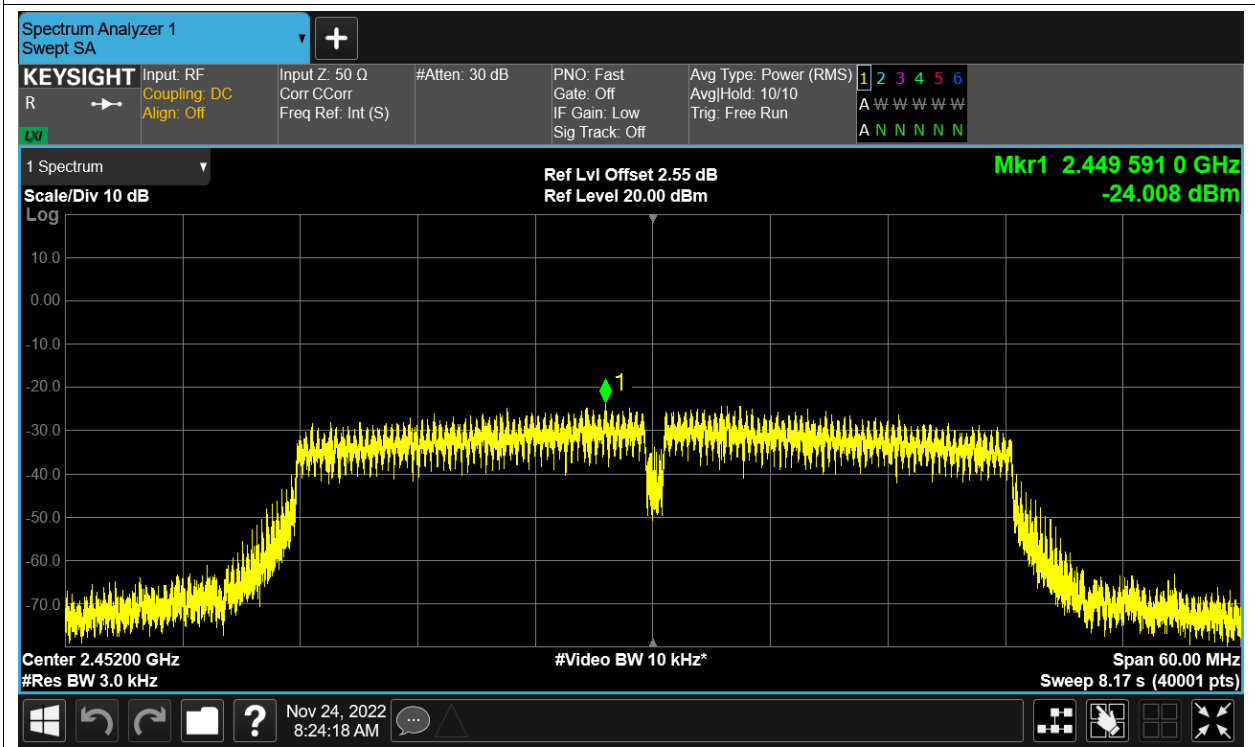 Spectrum Analyzer 1
Swept SA
KEYSIGHT
R
LXI
Input: RF
Coupling: DC
Align: Off
Input Z: 50 Ω
Corr CCorr
Freq Ref: Int (S)
#Atten: 30 dB
PNO: Fast
Gate: Off
IF Gain: Low
Sig Track: Off
Avg Type: Power (RMS)
Avg|Hold: 10/10
Trig: Free Run
1 2 3 4 5 6
A W W W W W
A N N N N N
1 Spectrum
Scale/Div 10 dB
Log
Ref Lvl Offset 2.55 dB
Ref Level 20.00 dBm
Mkr1 2.449 591 0 GHz
-24.008 dBm
10.0
0.00
-10.0
-20.0
1
-30.0
-40.0
-50.0
-60.0
-70.0
Center 2.45200 GHz
#Res BW 3.0 kHz
#Video BW 10 kHz*
Span 60.00 MHz
Sweep 8.17 s (40001 pts)
?
Nov 24, 2022
8:24:18 AM